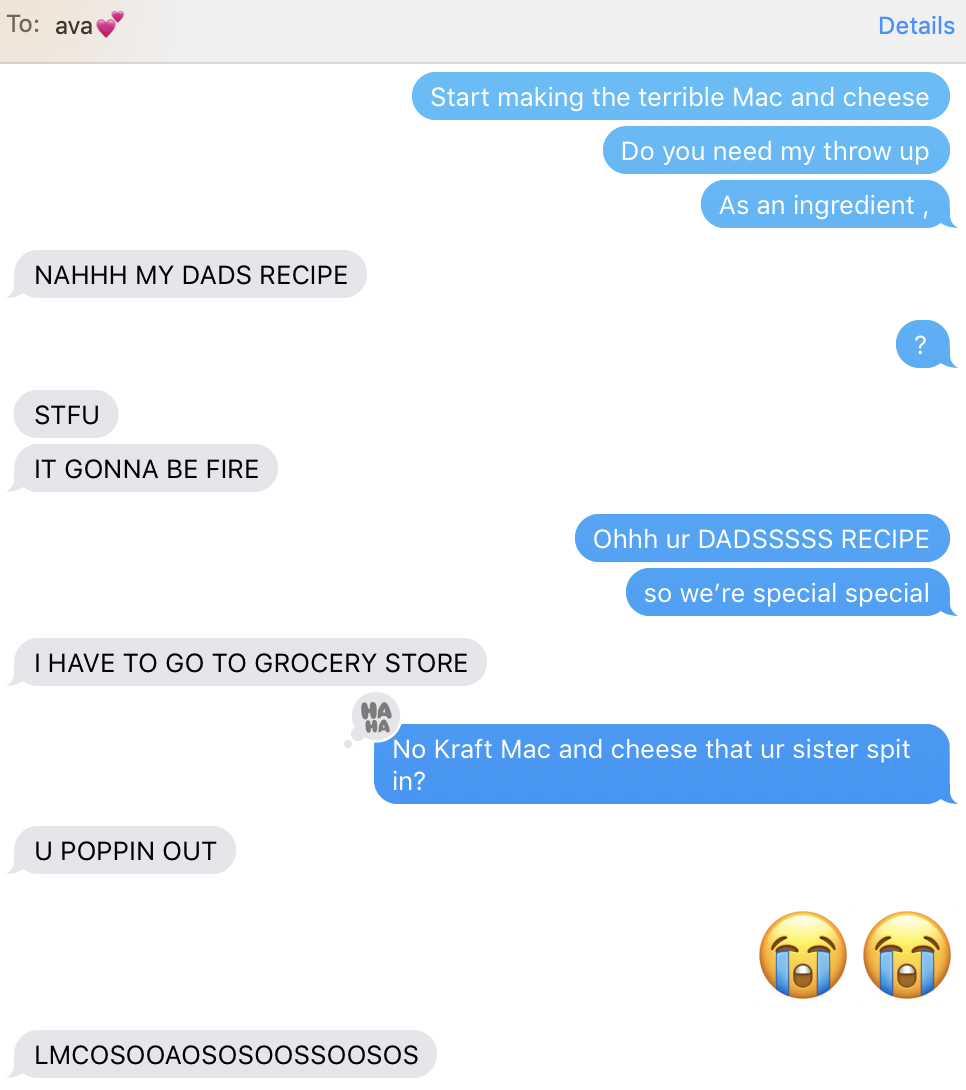 To: ava💕
Details
Start making the terrible Mac and cheese
Do you need my throw up
As an ingredient ,
NAHHH MY DADS RECIPE
?
STFU
IT GONNA BE FIRE
Ohhh ur DADSSSSS RECIPE
so we’re special special
I HAVE TO GO TO GROCERY STORE
HA
HA
No Kraft Mac and cheese that ur sister spit
in?
U POPPIN OUT
😭😭
LMCOSOOAOSOSOOSSOOSOS